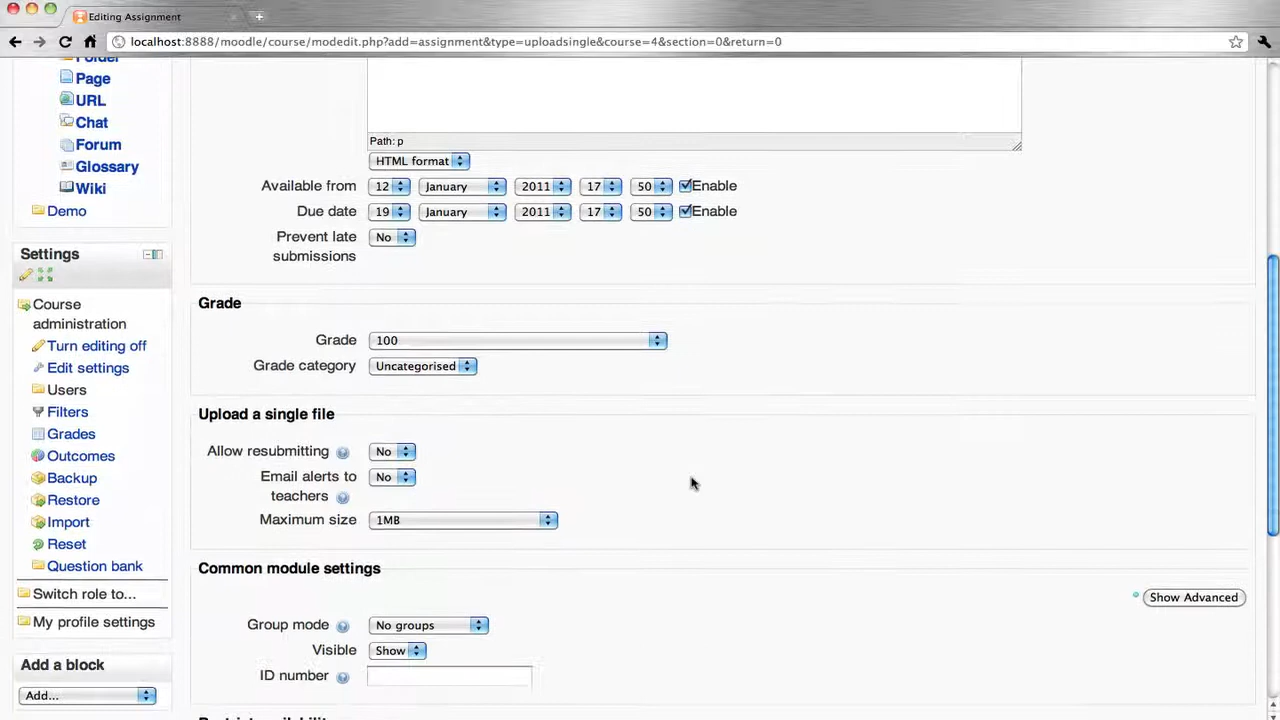 Editing Assignment
localhost:8888/moodle/course/modedit.php?add=assignment&type=uploadsingle&course=4&section=0&return=0
Folder
Page
URL
Chat
Forum
Glossary
Wiki
Demo
Settings
Course
administration
Turn editing off
Edit settings
Users
Filters
Grades
Outcomes
Backup
Restore
Import
Reset
Question bank
Switch role to...
My profile settings
Add a block
Add...
Path: p
HTML format
Available from 12 January 2011 17 50 Enable
Due date 19 January 2011 17 50 Enable
Prevent late No
submissions
Grade
Grade 100
Grade category Uncategorised
Upload a single file
Allow resubmitting No
Email alerts to No
teachers
Maximum size 1MB
Common module settings
Show Advanced
Group mode No groups
Visible Show
ID number